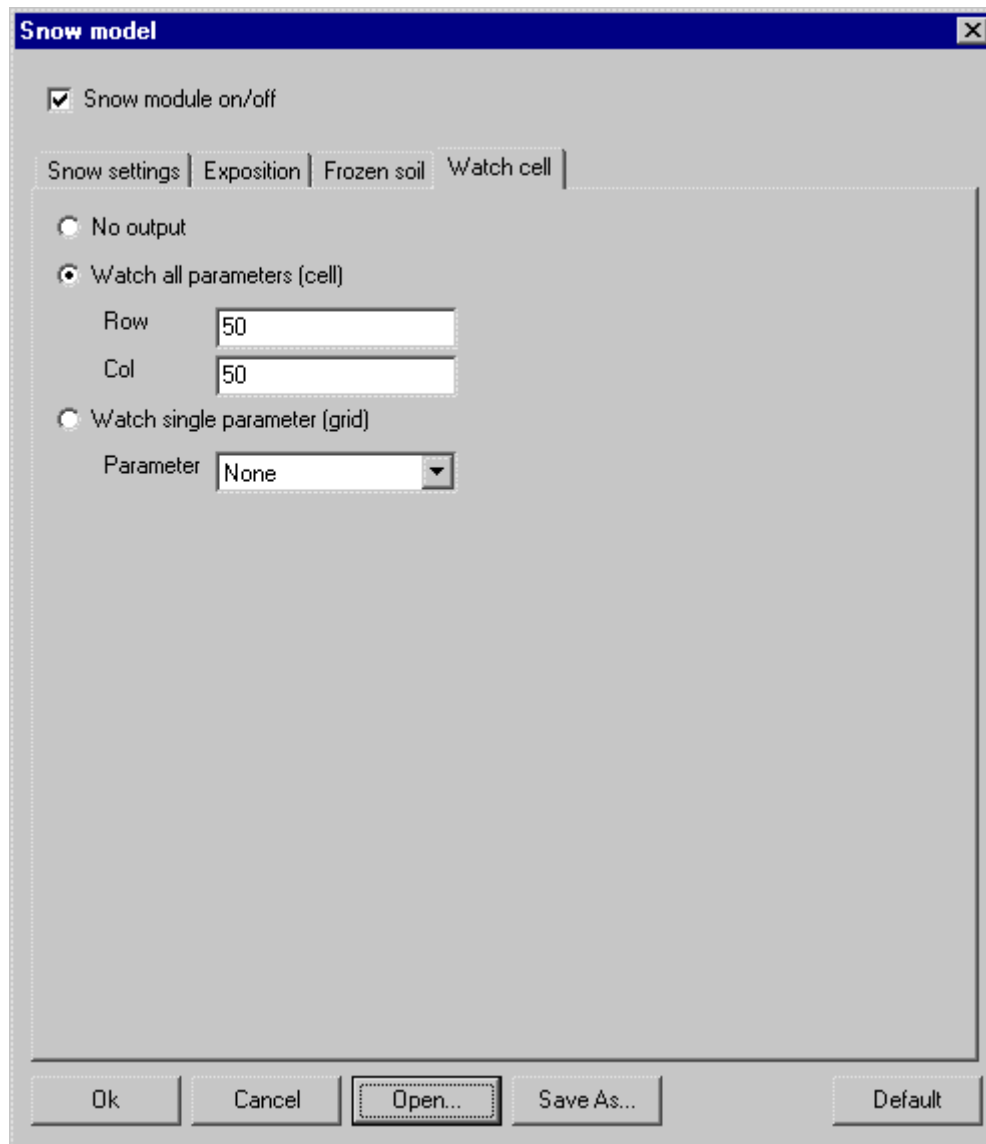 Snow model
Snow module on/off
Snow settings Exposition Frozen soil Watch cell
No output
Watch all parameters (cell)
Row 50
Col 50
Watch single parameter (grid)
Parameter None
Ok Cancel Open... Save As... Default